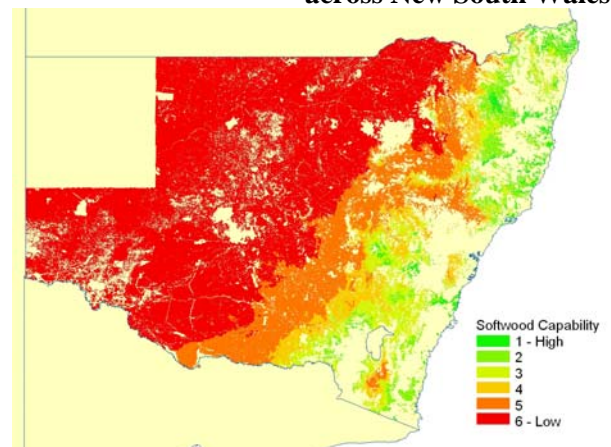 across New South Wales
Softwood Capability
1 - High
2
3
4
5
6 - Low